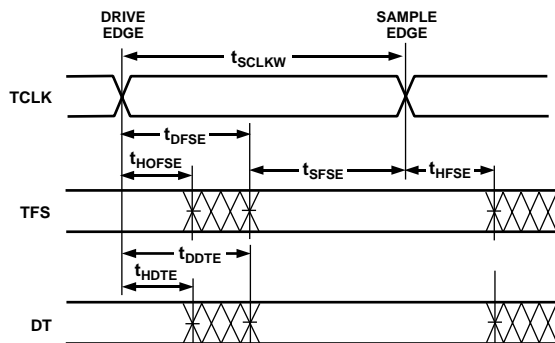 DRIVE EDGE
SAMPLE EDGE
tSCLKW
TCLK
tDFSE
tHOFSE
tSFSE
tHFSE
TFS
tDDTE
tHDTE
DT